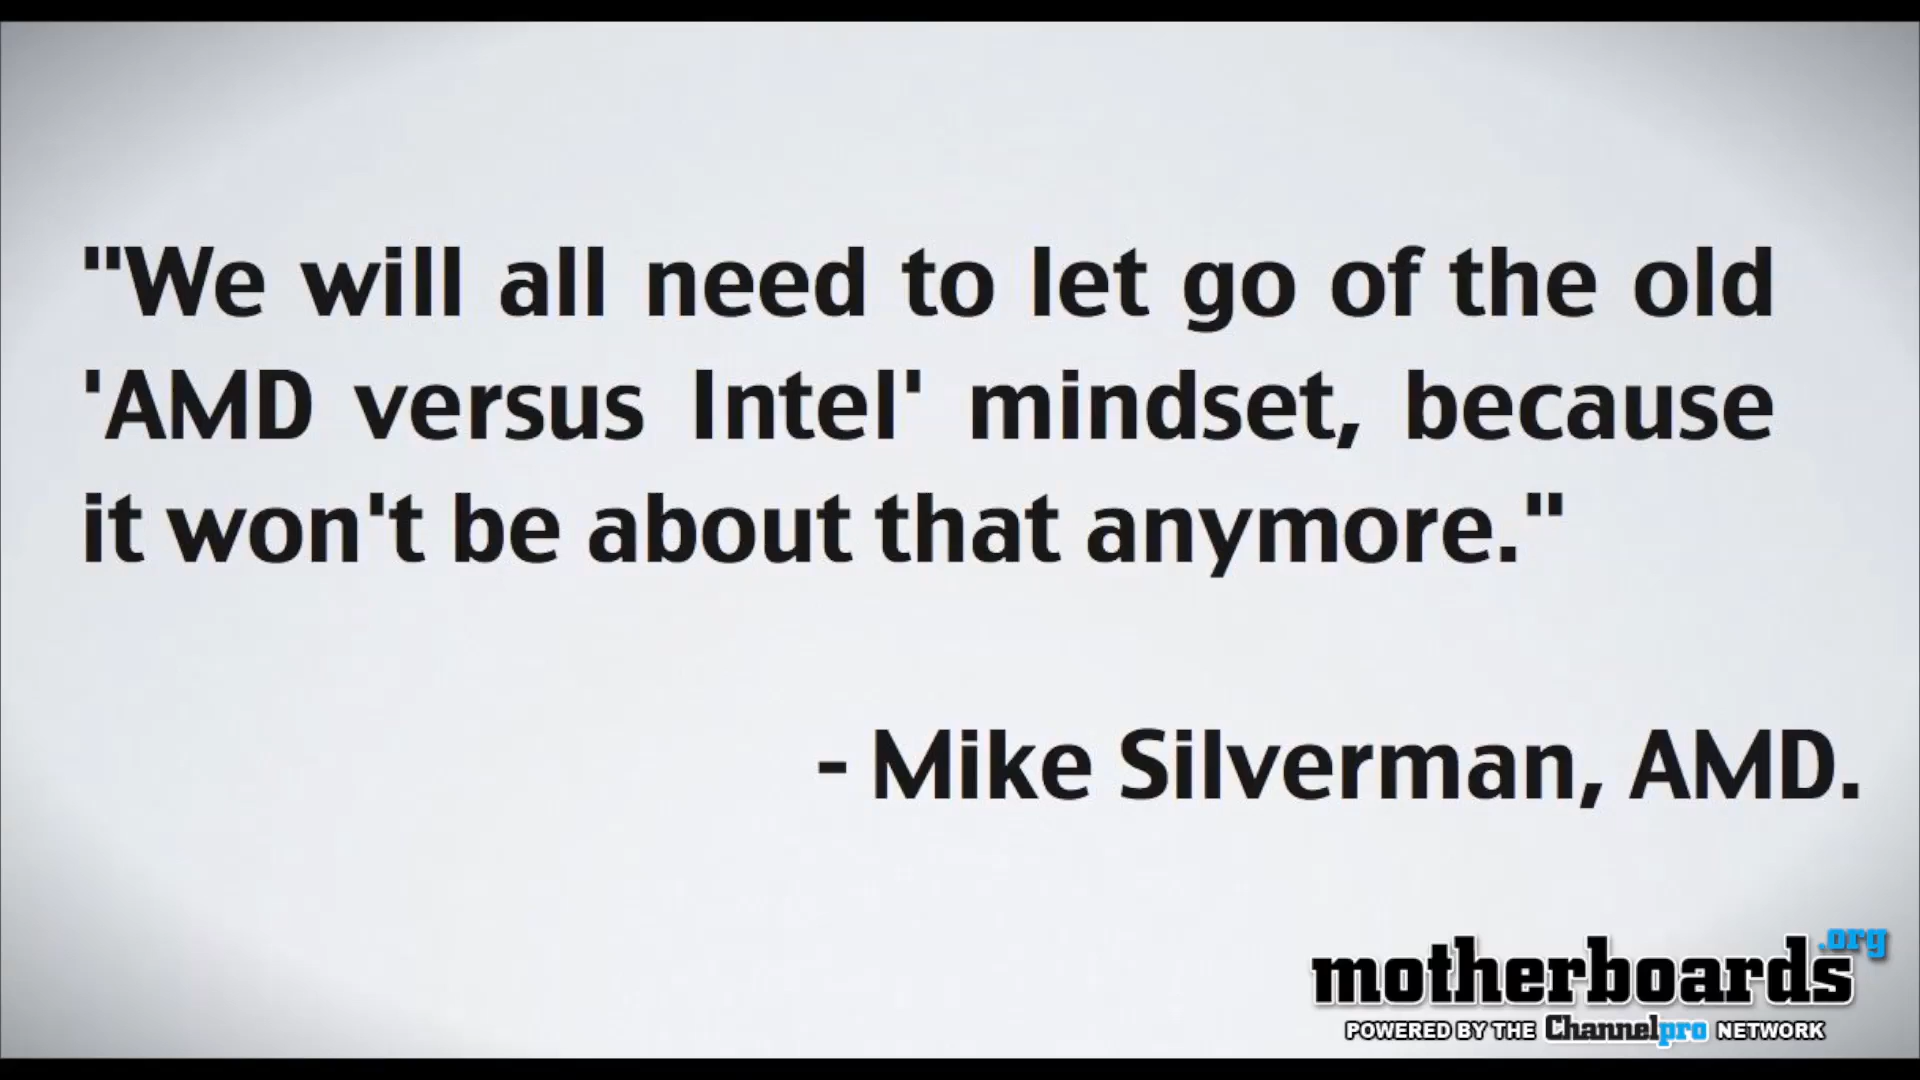 "We will all need to let go of the old
'AMD versus Intel' mindset, because
it won't be about that anymore."
- Mike Silverman, AMD.
motherboards.org
POWERED BY THE Channelpro NETWORK